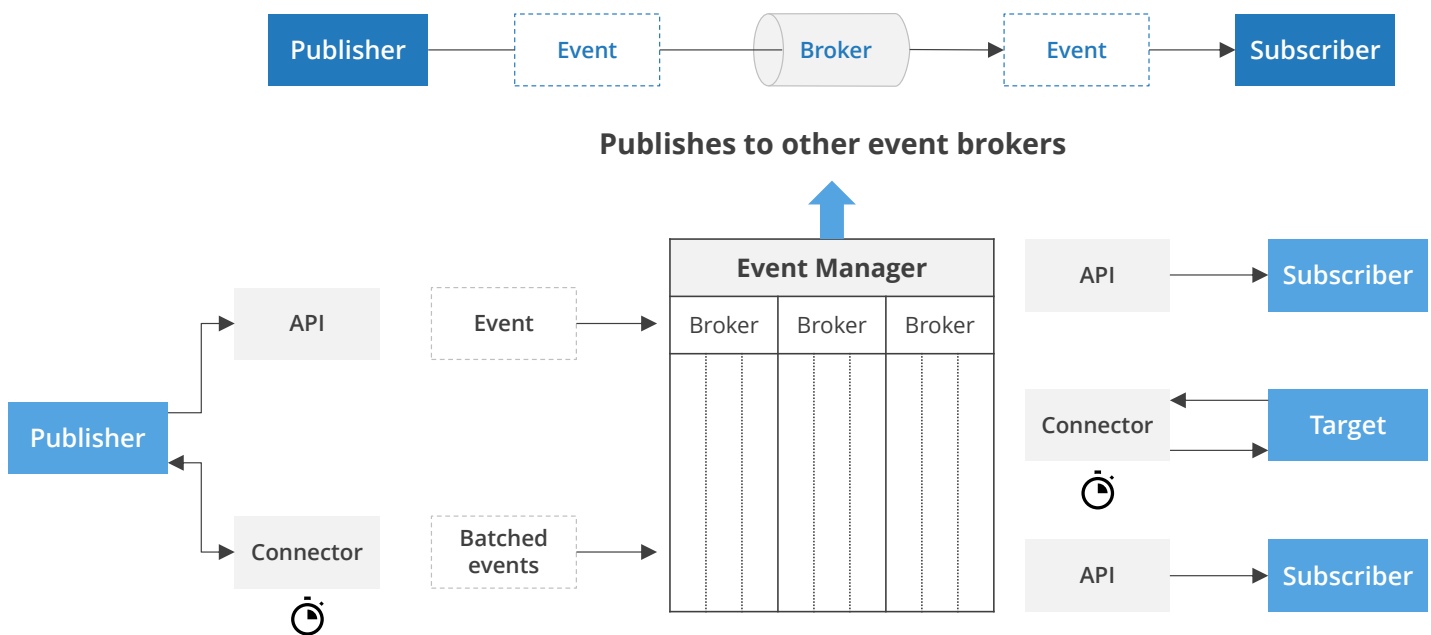 Publisher
Event
Broker
Event
Subscriber
Publishes to other event brokers
Event Manager
Broker
Broker
Broker
Publisher
API
Event
Connector
Batched
events
API
Subscriber
Connector
Target
API
Subscriber